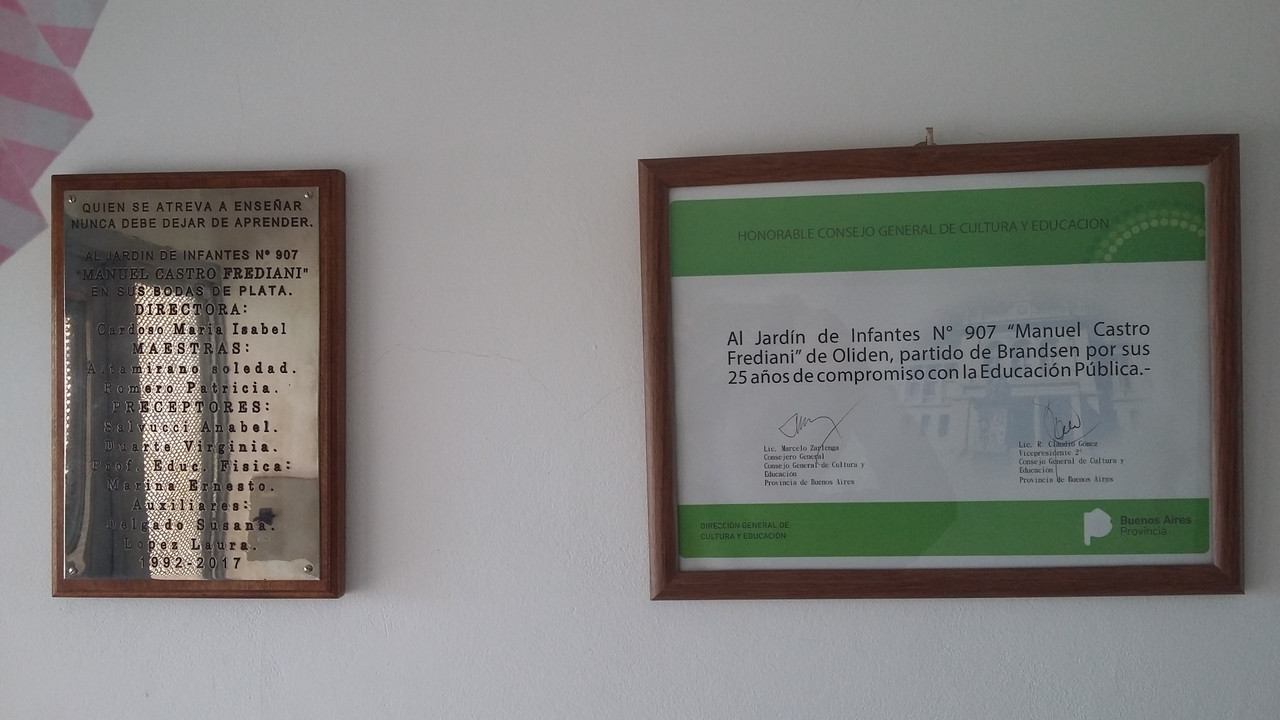 QUIEN SE ATREVA A ENSEÑAR
NUNCA DEBE DEJAR DE APRENDER.
AL JARDIN DE INFANTES Nº 907
"MANUEL CASTRO FREDIANI"
EN SUS BODAS DE PLATA.
DIRECTORA:
Cardoso Maria Isabel
MAESTRAS:
Altamirano soledad.
Romero Patricia.
PRECEPTORES:
Salvucci Anabel.
Duarte Virginia.
Prof. Educ. Fisica:
Marina Ernesto.
Auxiliares:
Delgado Susana.
Lopez Laura.
1992-2017
HONORABLE CONSEJO GENERAL DE CULTURA Y EDUCACION
Al Jardín de Infantes N° 907 “Manuel Castro
Frediani” de Oliden, partido de Brandsen por sus
25 años de compromiso con la Educación Pública.-
Lic. Marcelo Zarlenga
Consejero General
Consejo General de Cultura y
Educación
Provincia de Buenos Aires
Lic. R. Claudio Gómez
Vicepresidente 2º
Consejo General de Cultura y
Educación
Provincia de Buenos Aires
DIRECCIÓN GENERAL DE
CULTURA Y EDUCACIÓN
Buenos Aires
Provincia